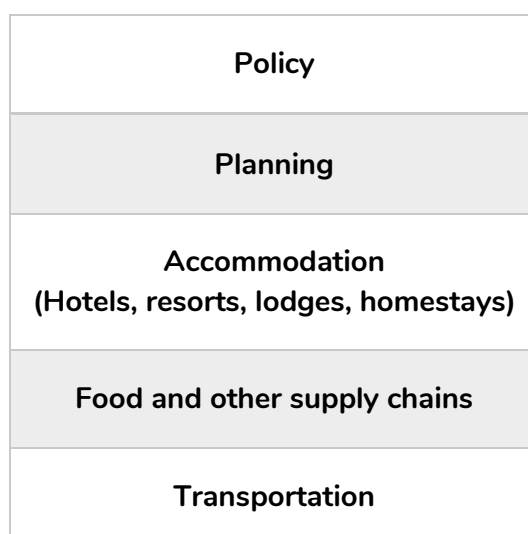 Policy
Planning
Accommodation
(Hotels, resorts, lodges, homestays)
Food and other supply chains
Transportation